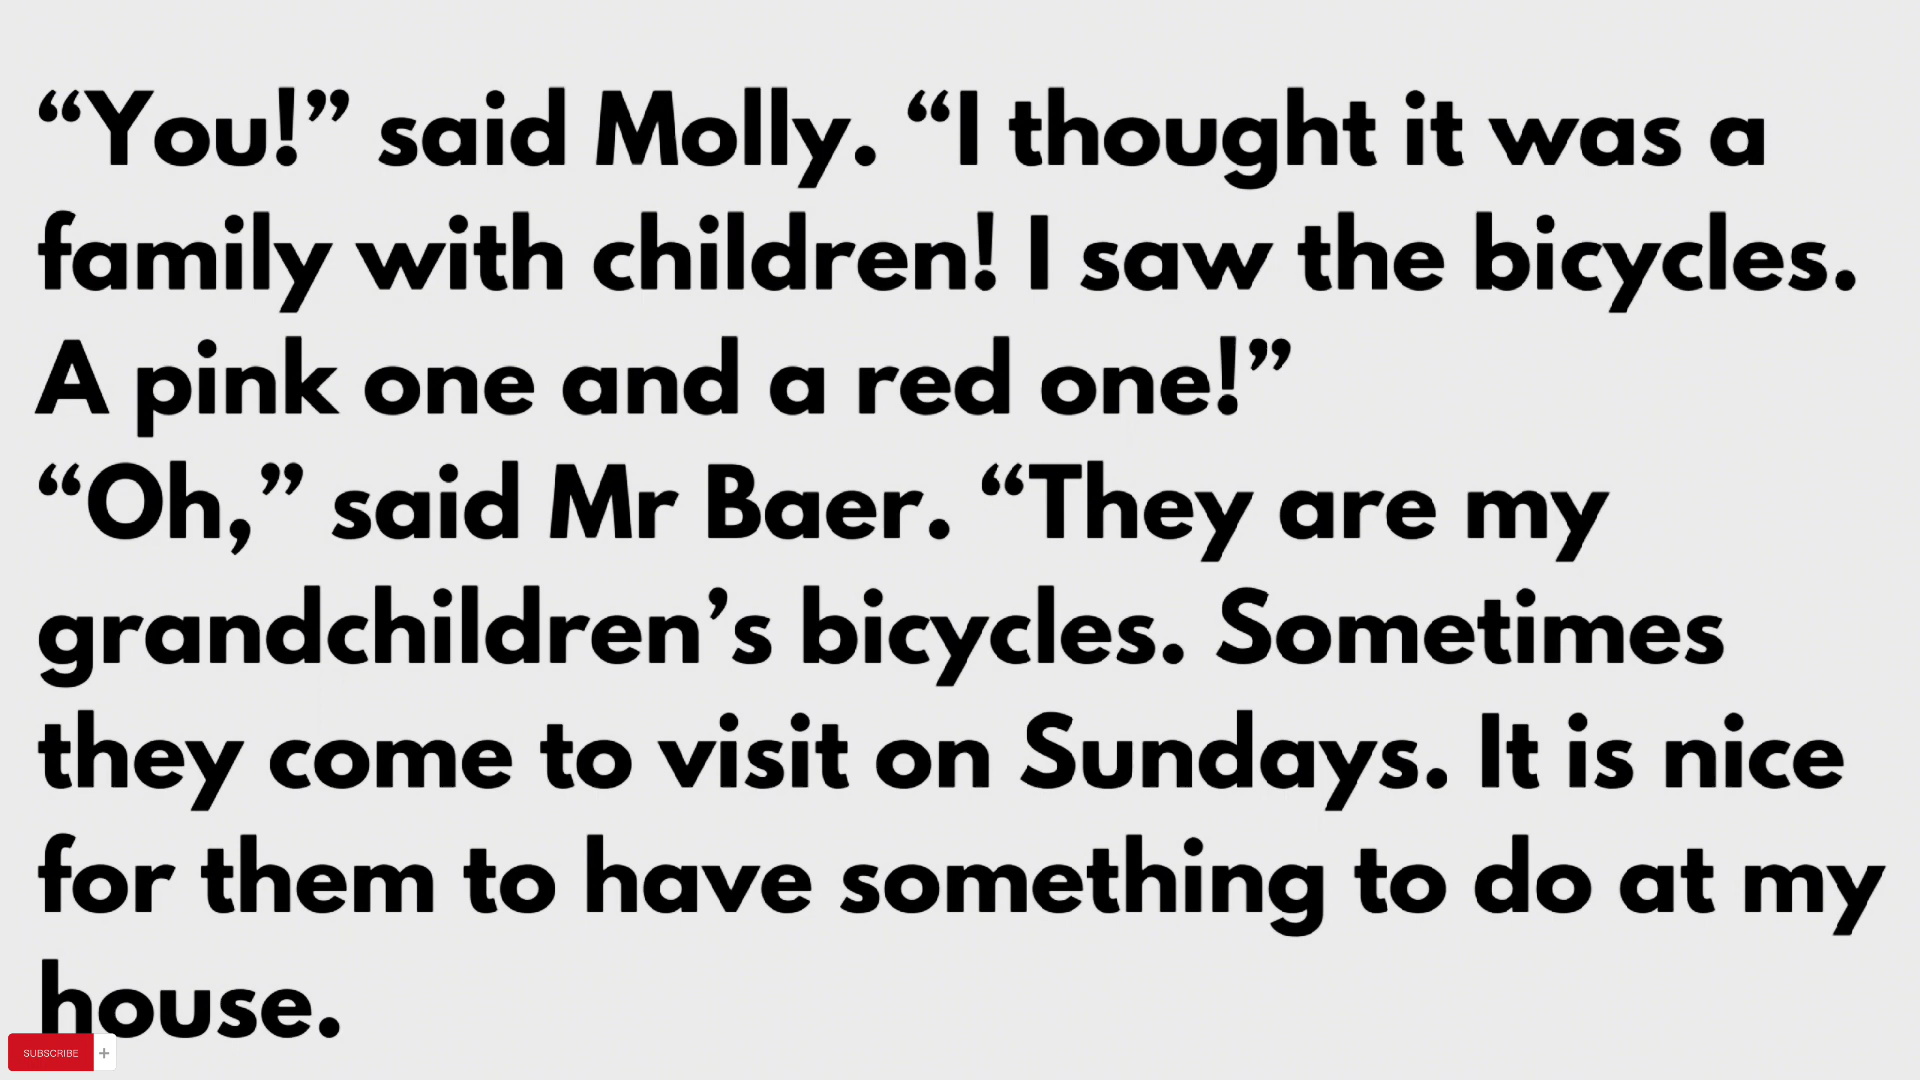 “You!” said Molly. “I thought it was a
family with children! I saw the bicycles.
A pink one and a red one!”
“Oh,” said Mr Baer. “They are my
grandchildren’s bicycles. Sometimes
they come to visit on Sundays. It is nice
for them to have something to do at my
house.
SUBSCRIBE +